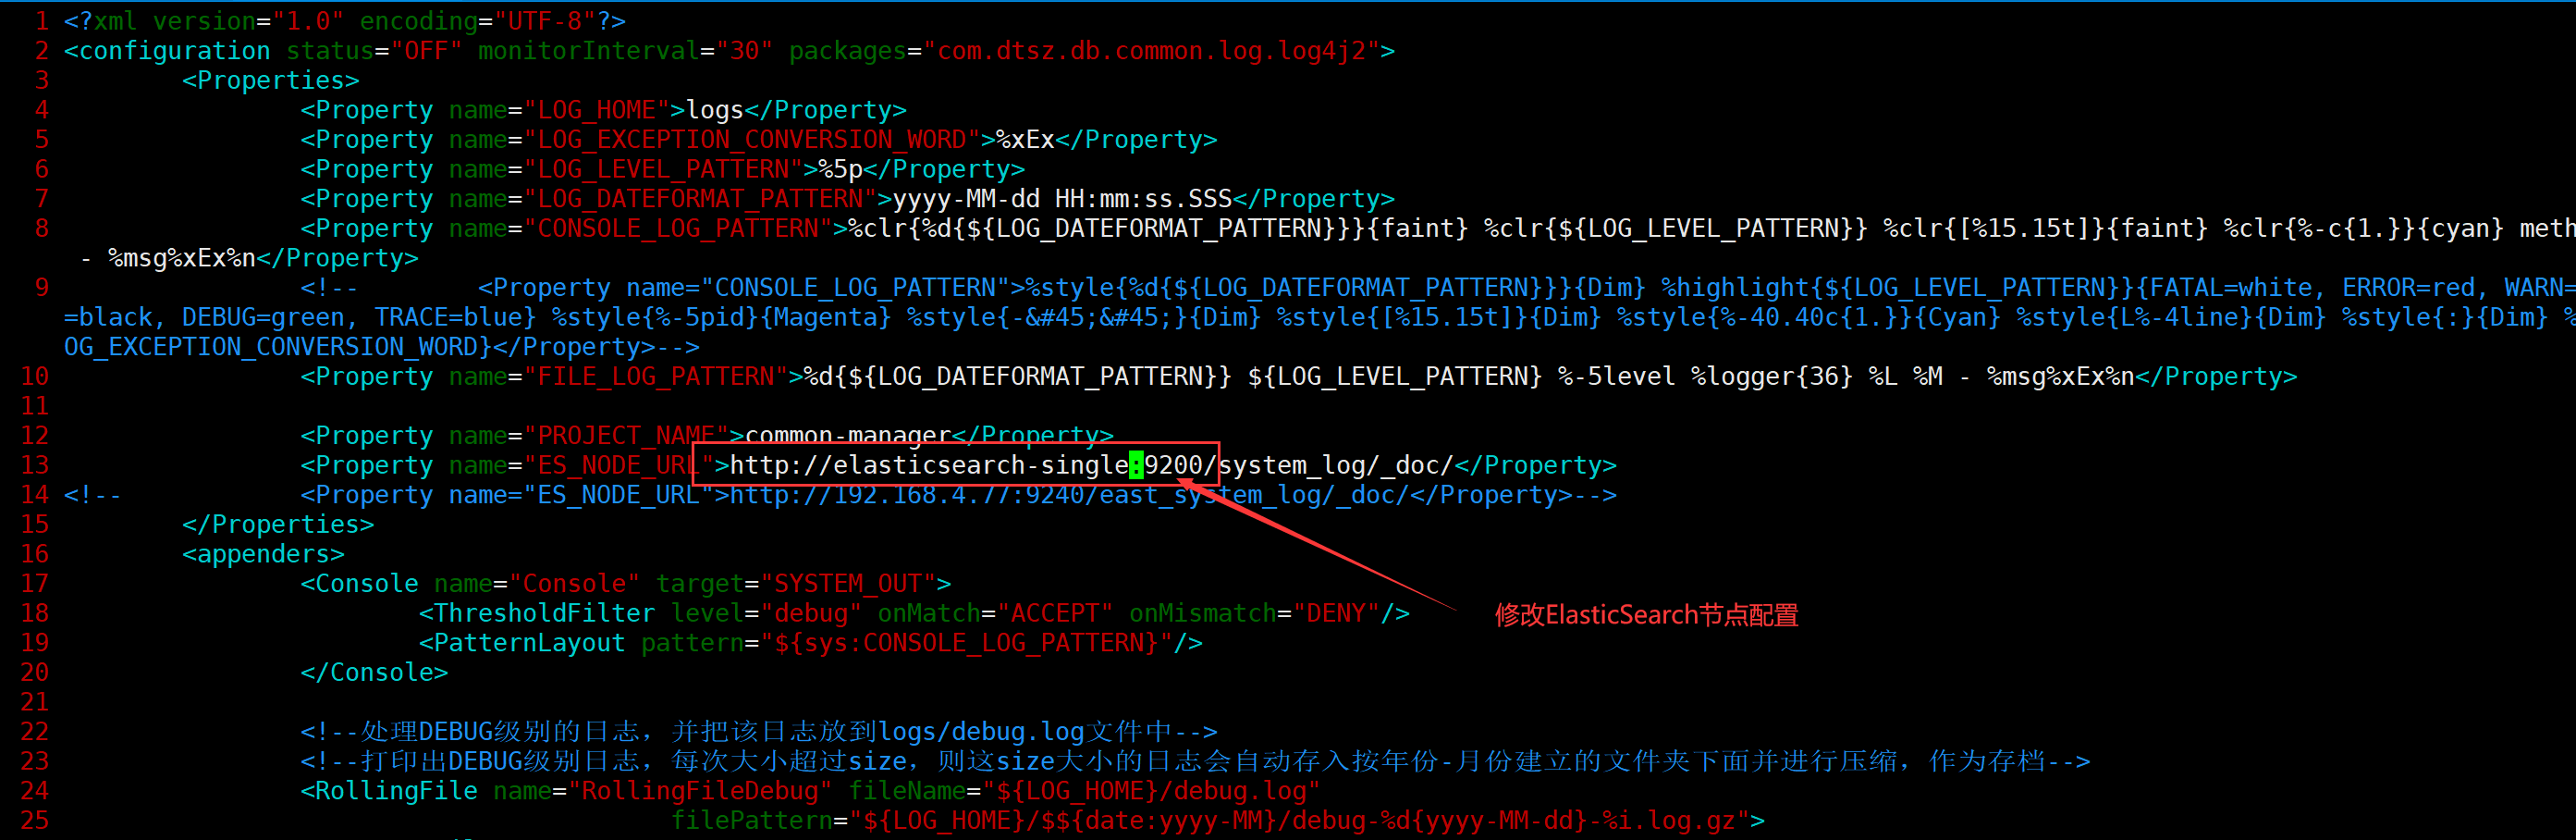 1 <?xml version="1.0" encoding="UTF-8"?>
2 <configuration status="OFF" monitorInterval="30" packages="com.dtsz.db.common.log.log4j2">
3 <Properties>
4 <Property name="LOG_HOME">logs</Property>
5 <Property name="LOG_EXCEPTION_CONVERSION_WORD">%xEx</Property>
6 <Property name="LOG_LEVEL_PATTERN">%5p</Property>
7 <Property name="LOG_DATEFORMAT_PATTERN">yyyy-MM-dd HH:mm:ss.SSS</Property>
8 <Property name="CONSOLE_LOG_PATTERN">%clr{%d{${LOG_DATEFORMAT_PATTERN}}}{faint} %clr{${LOG_LEVEL_PATTERN}} %clr{[%15.15t]}{faint} %clr{%-c{1.}}{cyan} meth
- %msg%xEx%n</Property>
9 <!-- <Property name="CONSOLE_LOG_PATTERN">%style{%d{${LOG_DATEFORMAT_PATTERN}}}{Dim} %highlight{${LOG_LEVEL_PATTERN}}{FATAL=white, ERROR=red, WARN=
=black, DEBUG=green, TRACE=blue} %style{%-5pid}{Magenta} %style{-&#45;&#45;}{Dim} %style{[%15.15t]}{Dim} %style{%-40.40c{1.}}{Cyan} %style{L%-4line}{Dim} %style{:}{Dim} %
OG_EXCEPTION_CONVERSION_WORD}</Property>-->
10 <Property name="FILE_LOG_PATTERN">%d{${LOG_DATEFORMAT_PATTERN}} ${LOG_LEVEL_PATTERN} %-5level %logger{36} %L %M - %msg%xEx%n</Property>
11
12 <Property name="PROJECT_NAME">common-manager</Property>
13 <Property name="ES_NODE_URL">http://elasticsearch-single:9200/system_log/_doc/</Property>
14 <!-- <Property name="ES_NODE_URL">http://192.168.4.77:9240/east_system_log/_doc/</Property>-->
15 </Properties>
16 <appenders>
17 <Console name="Console" target="SYSTEM_OUT">
18 <ThresholdFilter level="debug" onMatch="ACCEPT" onMismatch="DENY"/>
修改ElasticSearch节点配置
19 <PatternLayout pattern="${sys:CONSOLE_LOG_PATTERN}"/>
20 </Console>
21
22 <!--处理DEBUG级别的日志，并把该日志放到logs/debug.log文件中-->
23 <!--打印出DEBUG级别日志，每次大小超过size，则这size大小的日志会自动存入按年份-月份建立的文件夹下面并进行压缩，作为存档-->
24 <RollingFile name="RollingFileDebug" fileName="${LOG_HOME}/debug.log"
25 filePattern="${LOG_HOME}/$${date:yyyy-MM}/debug-%d{yyyy-MM-dd}-%i.log.gz">